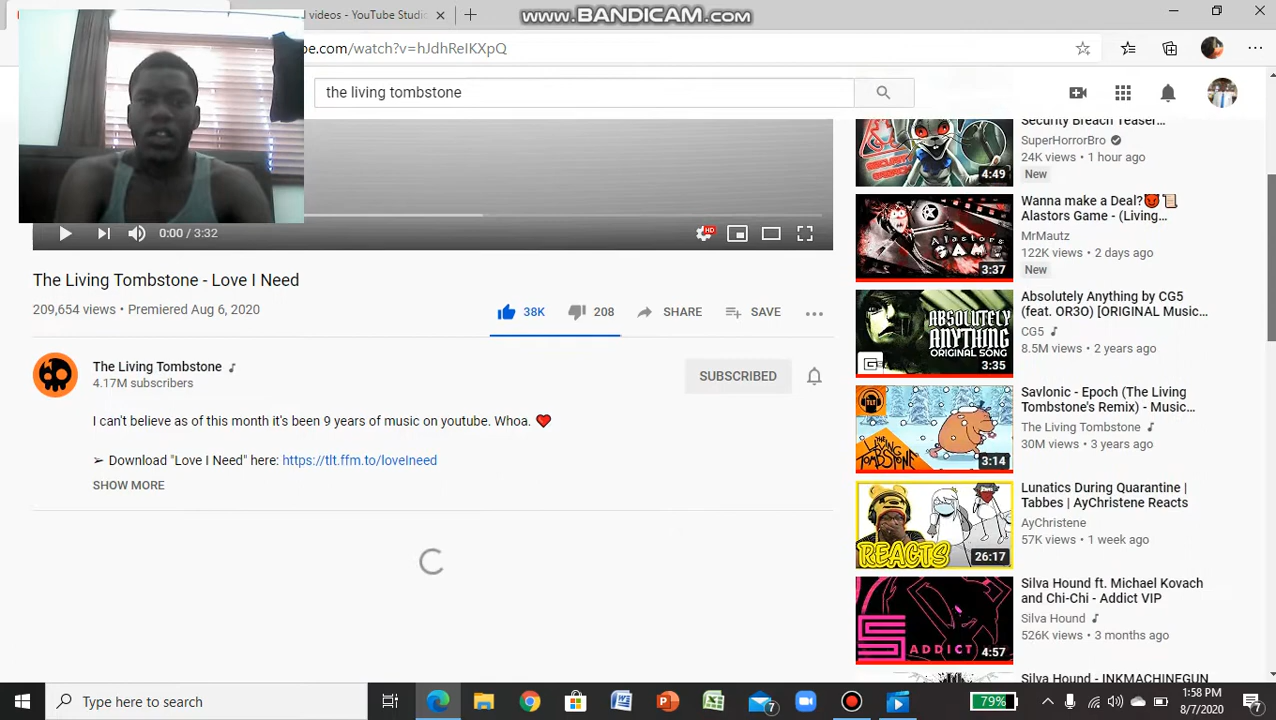 videos - YouTube Studio
www.BANDICAM.com
be.com/watch?v=hJdhReIKXpQ
the living tombstone
0:00 / 3:32
HD
The Living Tombstone - Love I Need
209,654 views • Premiered Aug 6, 2020
38K
208
SHARE
SAVE
The Living Tombstone
4.17M subscribers
SUBSCRIBED
I can't believe as of this month it's been 9 years of music on youtube. Whoa. ❤️
➢ Download "Love I Need" here: https://tlt.ffm.to/loveIneed
SHOW MORE
Security Breach Teaser...
SuperHorrorBro
24K views • 1 hour ago
New
4:49
Wanna make a Deal?😈📜
Alastors Game - (Living...
MrMautz
122K views • 2 days ago
New
Alastors
GAME
3:37
Absolutely Anything by CG5
(feat. OR3O) [ORIGINAL Music...
CG5
8.5M views • 2 years ago
ABSOLUTELY
ANYTHING
ORIGINAL SONG
3:35
Savlonic - Epoch (The Living
Tombstone's Remix) - Music...
The Living Tombstone
30M views • 3 years ago
TLT
THE
LIVING
TOMBSTONE
3:14
Lunatics During Quarantine |
Tabbes | AyChristene Reacts
AyChristene
57K views • 1 week ago
REACTS
26:17
Silva Hound ft. Michael Kovach
and Chi-Chi - Addict VIP
Silva Hound
526K views • 3 months ago
ADDICT
4:57
Silva Hound - INKMACHINEGUN
Type here to search
7
79%
1:58 PM
8/7/2020
7